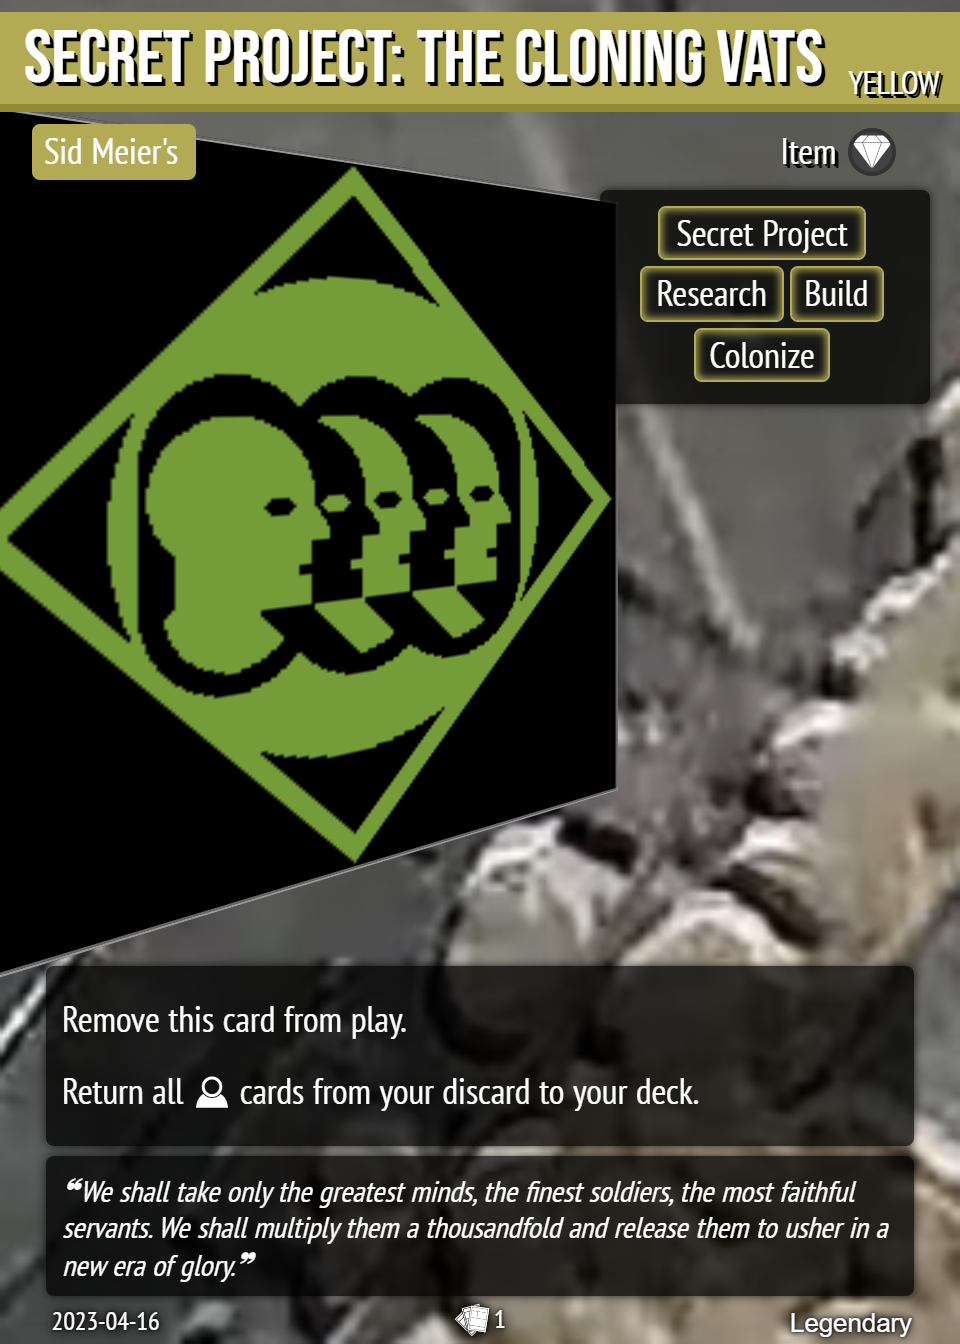 SECRET PROJECT: THE CLONING VATS
YELLOW
Sid Meier's
Item
Secret Project
Research Build
Colonize
Remove this card from play.
Return all cards from your discard to your deck.
❝We shall take only the greatest minds, the finest soldiers, the most faithful
servants. We shall multiply them a thousandfold and release them to usher in a
new era of glory.❞
2023-04-16
1
Legendary